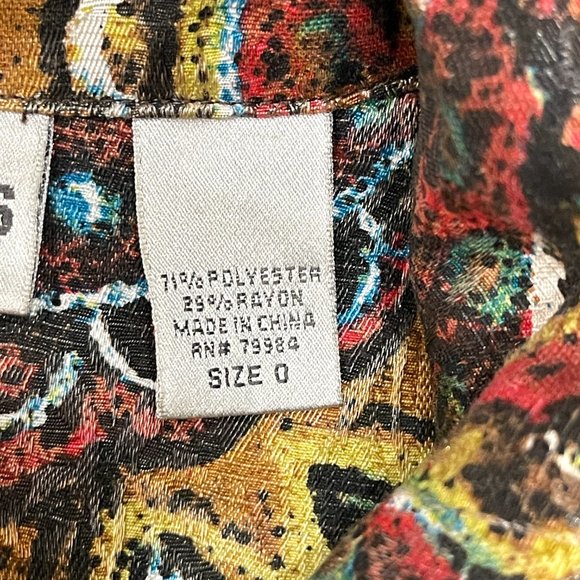 S
71% POLYESTER
29% RAYON
MADE IN CHINA
RN# 79984
SIZE 0